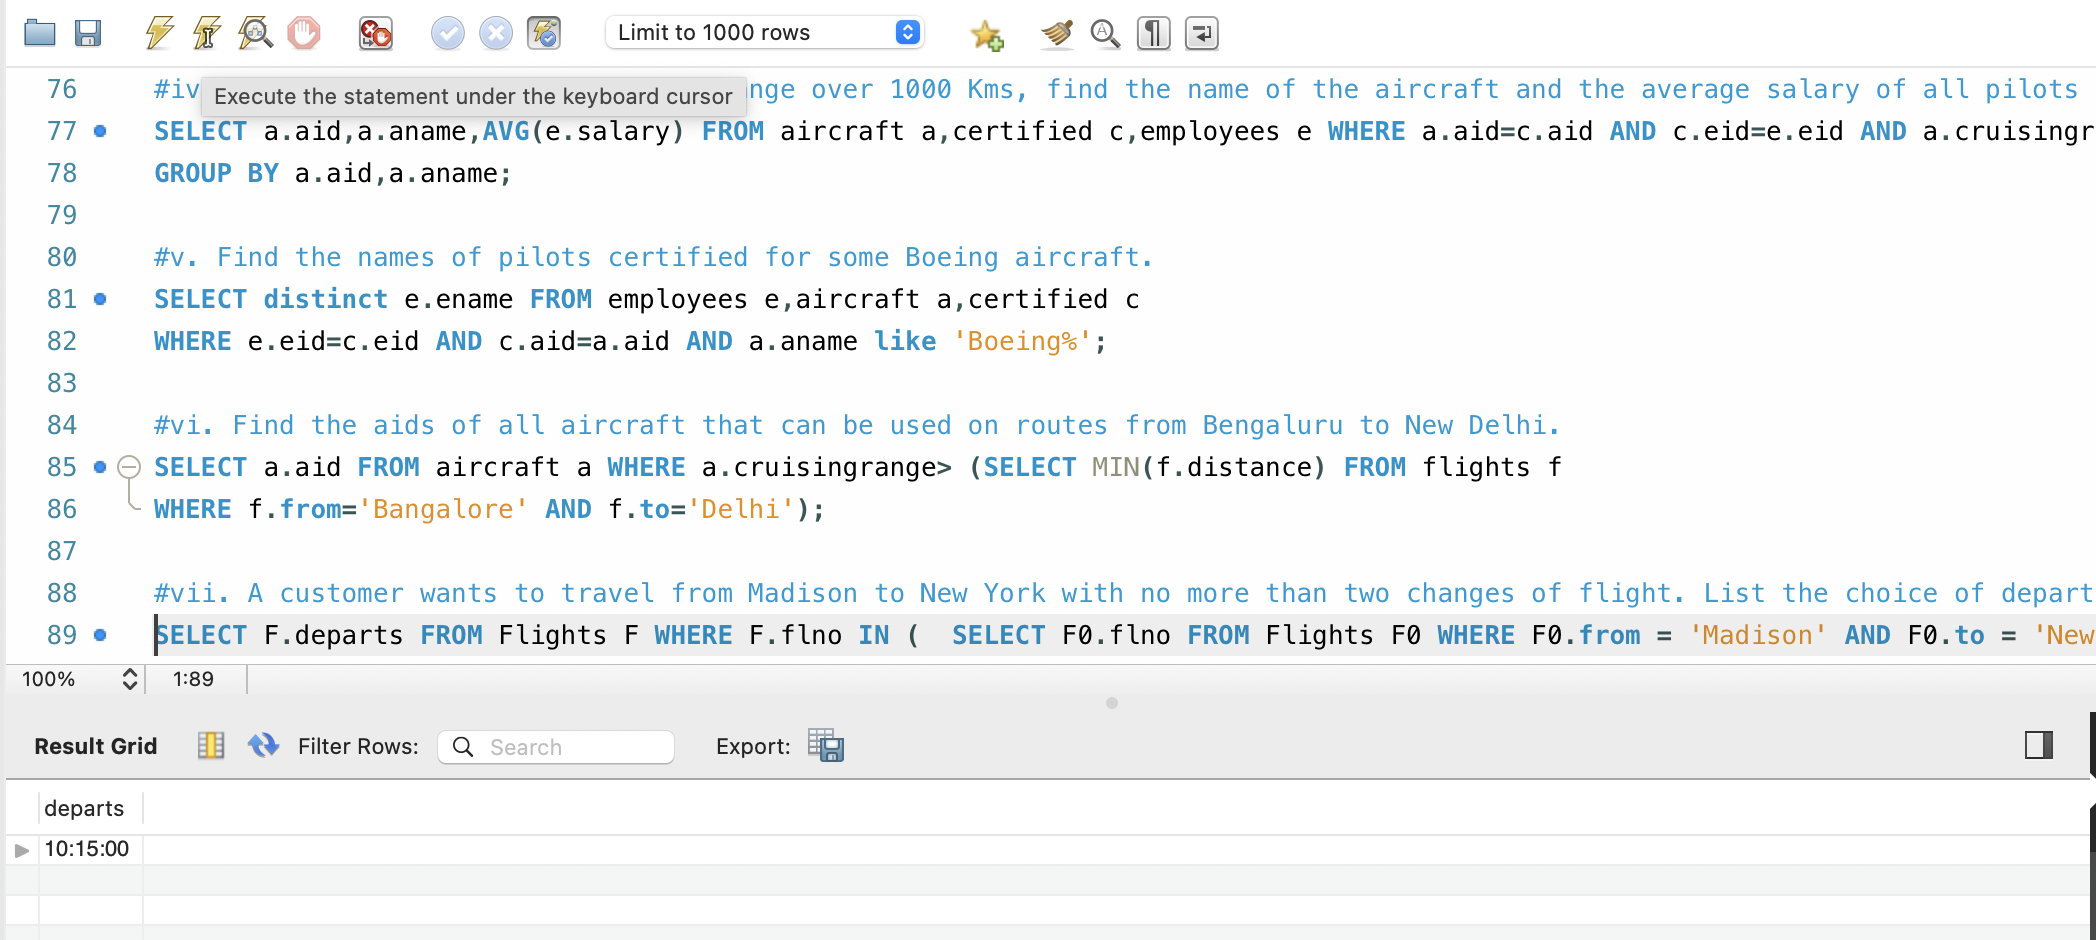 Limit to 1000 rows
76 #iv Execute the statement under the keyboard cursor nge over 1000 Kms, find the name of the aircraft and the average salary of all pilots
77 SELECT a.aid,a.aname,AVG(e.salary) FROM aircraft a,certified c,employees e WHERE a.aid=c.aid AND c.eid=e.eid AND a.cruisingr
78 GROUP BY a.aid,a.aname;
79
80 #v. Find the names of pilots certified for some Boeing aircraft.
81 SELECT distinct e.ename FROM employees e,aircraft a,certified c
82 WHERE e.eid=c.eid AND c.aid=a.aid AND a.aname like 'Boeing%';
83
84 #vi. Find the aids of all aircraft that can be used on routes from Bengaluru to New Delhi.
85 SELECT a.aid FROM aircraft a WHERE a.cruisingrange> (SELECT MIN(f.distance) FROM flights f
86 WHERE f.from='Bangalore' AND f.to='Delhi');
87
88 #vii. A customer wants to travel from Madison to New York with no more than two changes of flight. List the choice of depart
89 SELECT F.departs FROM Flights F WHERE F.flno IN (  SELECT F0.flno FROM Flights F0 WHERE F0.from = 'Madison' AND F0.to = 'New
100% 1:89
Result Grid Filter Rows: Search Export:
departs
10:15:00